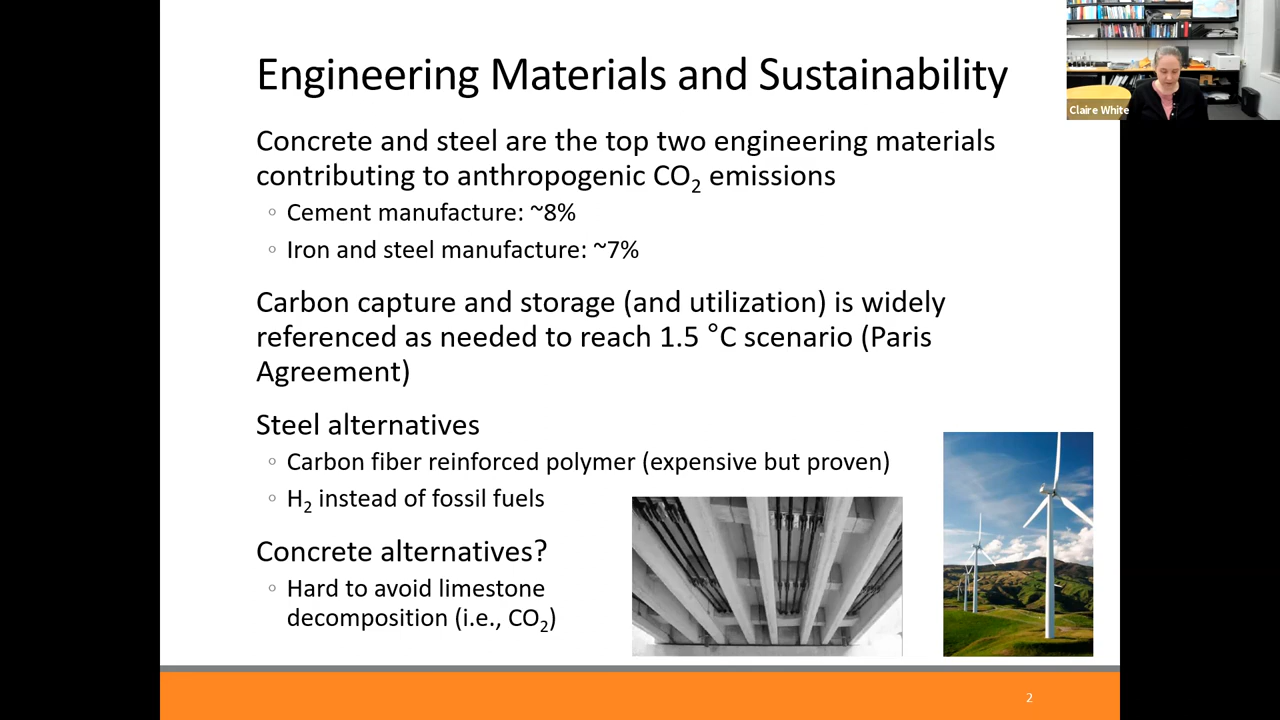 Engineering Materials and Sustainability
Claire White
Concrete and steel are the top two engineering materials
contributing to anthropogenic CO₂ emissions
◦ Cement manufacture: ~8%
◦ Iron and steel manufacture: ~7%
Carbon capture and storage (and utilization) is widely
referenced as needed to reach 1.5 °C scenario (Paris
Agreement)
Steel alternatives
◦ Carbon fiber reinforced polymer (expensive but proven)
◦ H₂ instead of fossil fuels
Concrete alternatives?
◦ Hard to avoid limestone
decomposition (i.e., CO₂)
2